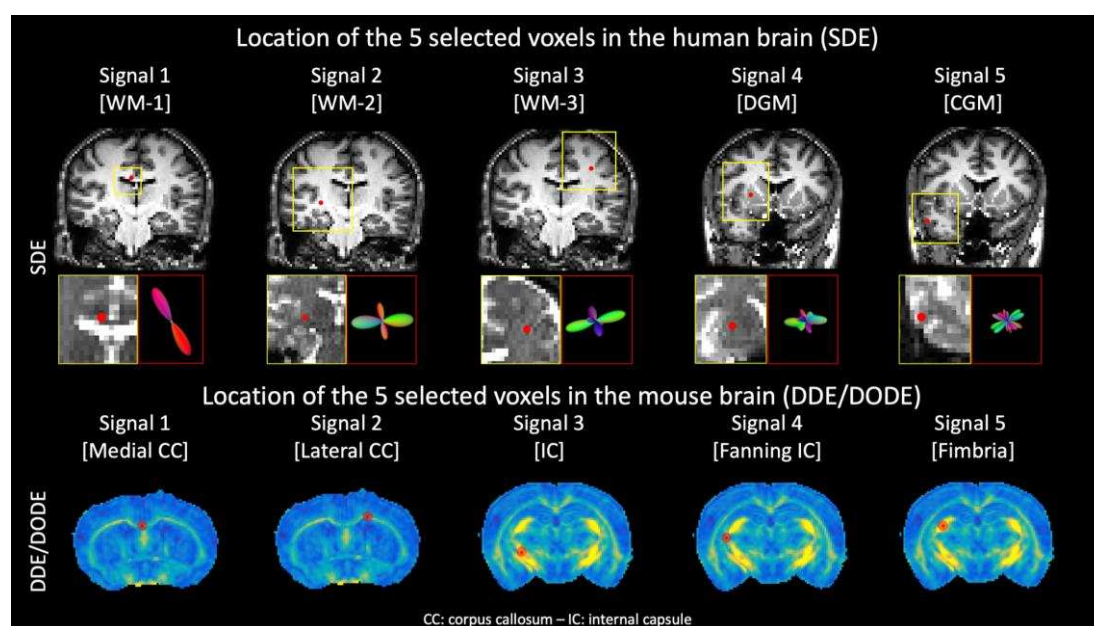 Location of the 5 selected voxels in the human brain (SDE)
Signal 1
[WM-1]
Signal 2
[WM-2]
Signal 3
[WM-3]
Signal 4
[DGM]
Signal 5
[CGM]
SDE
Location of the 5 selected voxels in the mouse brain (DDE/DODE)
Signal 1
[Medial CC]
Signal 2
[Lateral CC]
Signal 3
[IC]
Signal 4
[Fanning IC]
Signal 5
[Fimbria]
DDE/DODE
CC: corpus callosum – IC: internal capsule